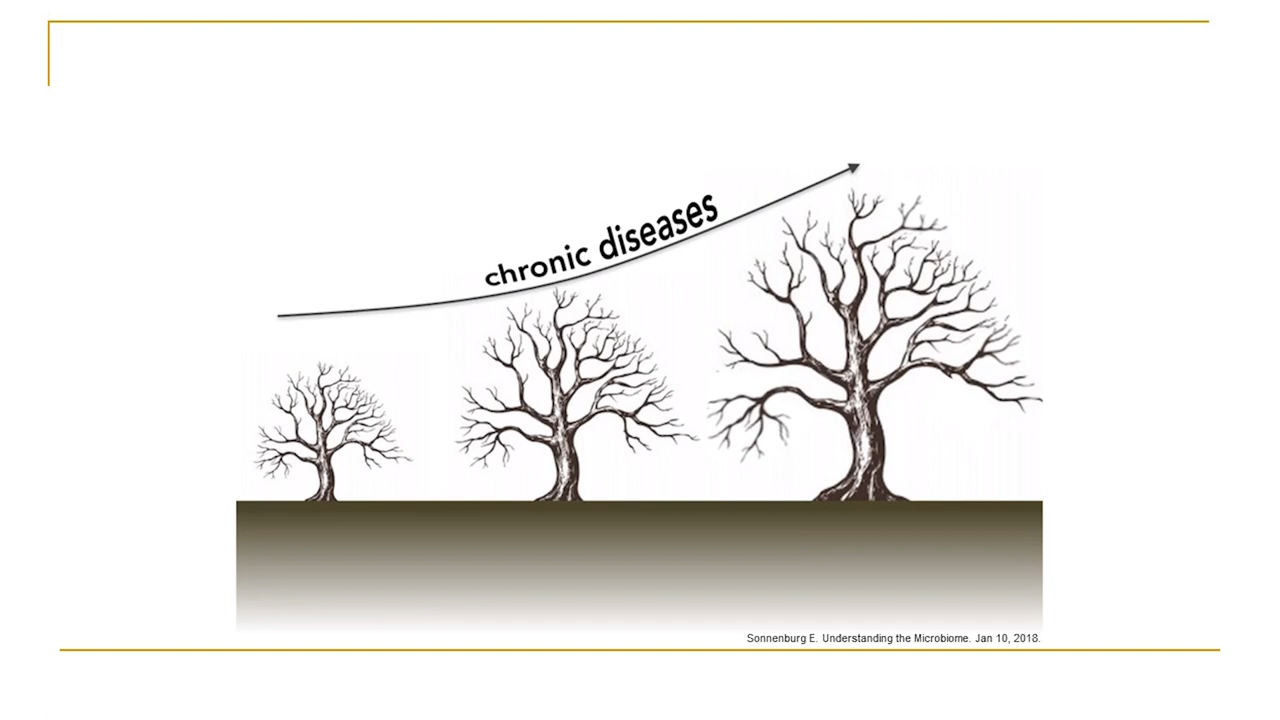 chronic diseases
Sonnenburg E. Understanding the Microbiome. Jan 10, 2018.